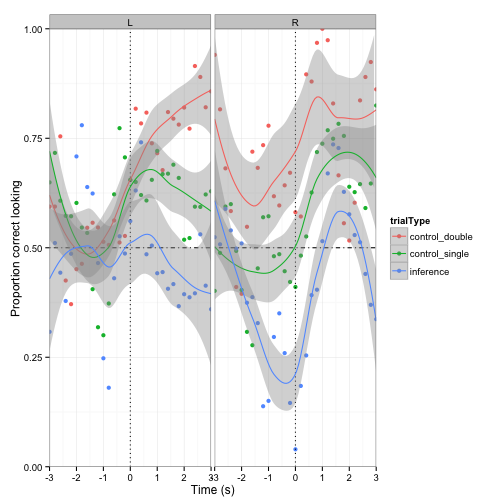 L R
1.00
0.75
0.50
0.25
0.00
Proportion correct looking
-3 -2 -1 0 1 2 3 -3 -2 -1 0 1 2 3
Time (s)
trialType
control_double
control_single
inference